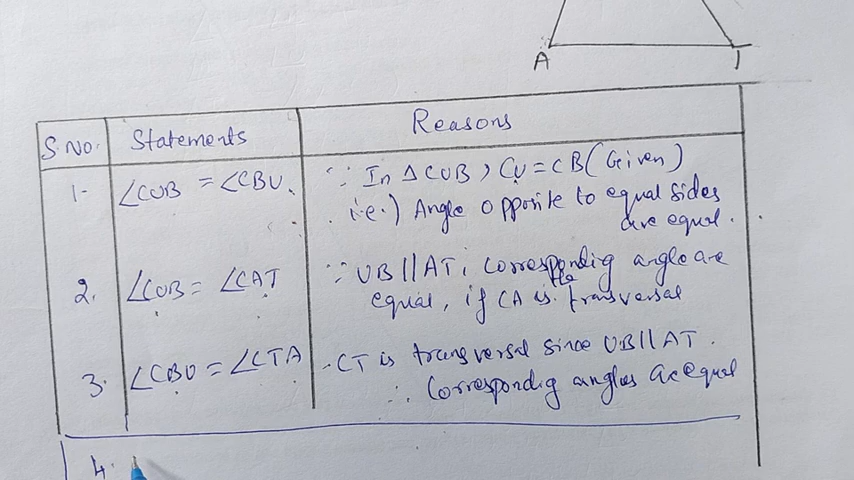 A T
S.No. Statements Reasons
1- ∠CUB = ∠CBU. ∵ In ΔCUB, CU = CB (Given)
i.e.) Angle opposite to equal sides
are equal.
2. ∠CUB = ∠CAT ∵ UB || AT, corresponding angle are
equal, if CA is the transversal
3. ∠CBU = ∠CTA . CT is transversal since UB || AT.
∴ Correspondig angles are equal
4.